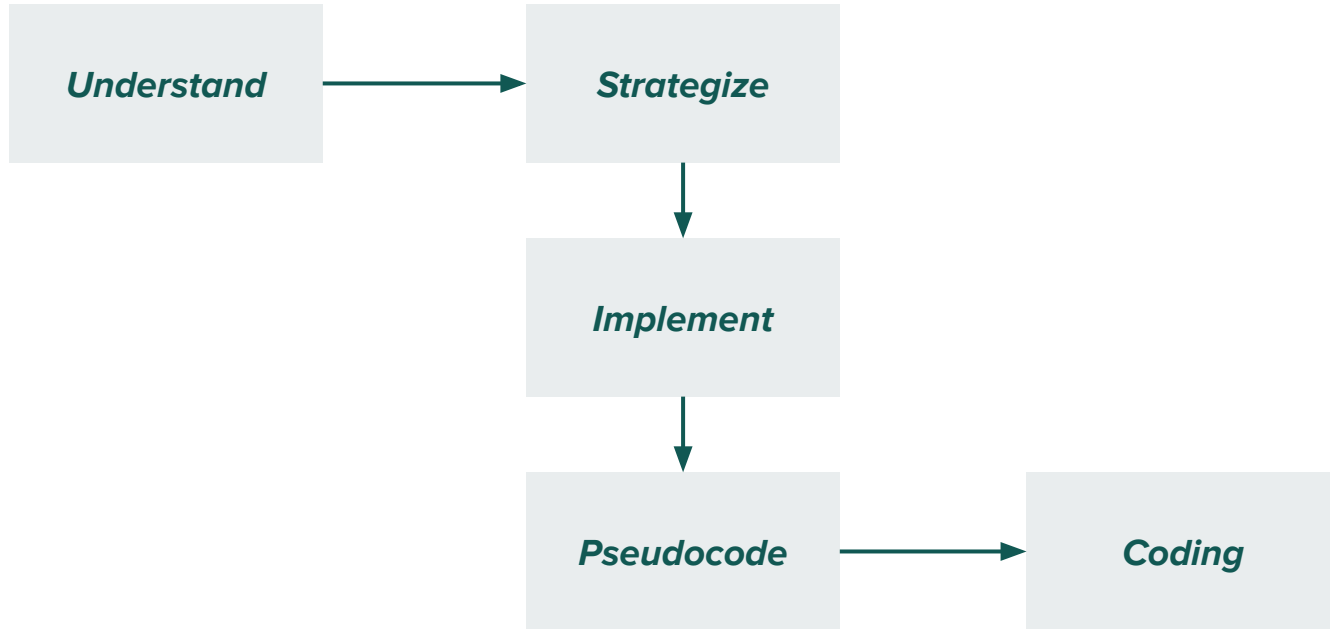 Understand
Strategize
Implement
Pseudocode
Coding